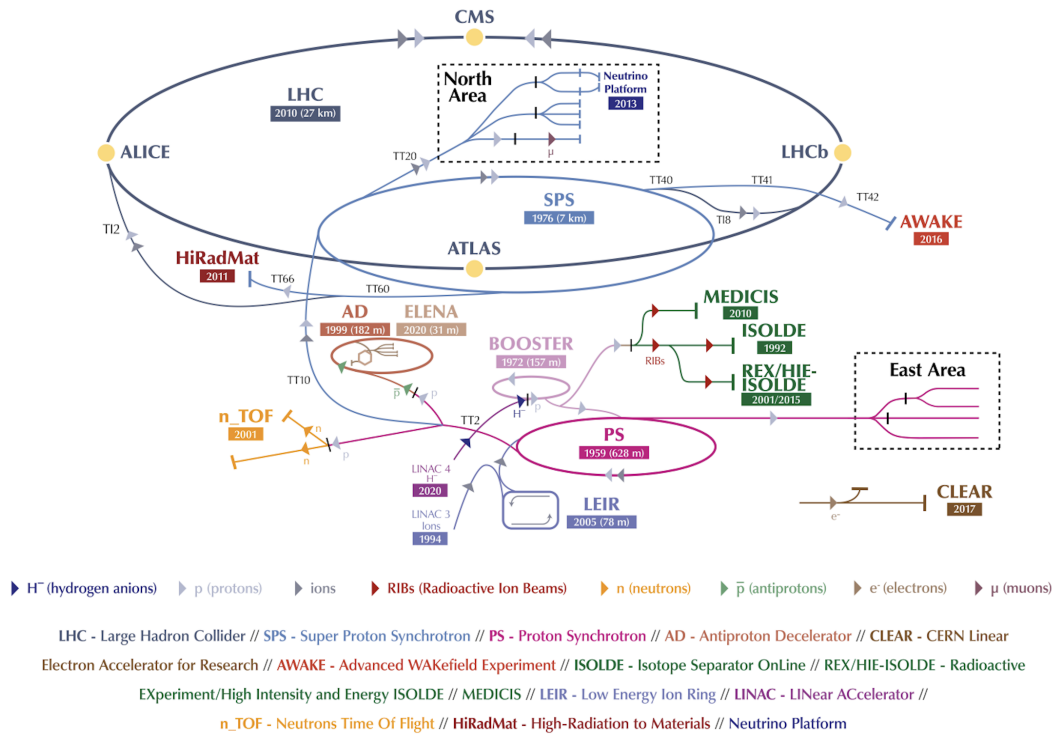 CMS
North
Area
Neutrino
Platform
2013
LHC
2010 (27 km)
ALICE
LHCb
TT20
µ
TT40
TT41
TT42
SPS
1976 (7 km)
TI8
AWAKE
2016
TI2
ATLAS
HiRadMat
2011
TT66
TT60
MEDICIS
2010
AD
1999 (182 m)
ELENA
2020 (31 m)
ISOLDE
1992
BOOSTER
1972 (157 m)
RIBs
REX/HIE-
ISOLDE
2001/2015
East Area
TT10
p̅
p
H⁻
p
n_TOF
2001
n
n
p
TT2
PS
1959 (628 m)
LINAC 4
H⁻
2020
LINAC 3
Ions
1994
LEIR
2005 (78 m)
CLEAR
2017
e⁻
H⁻ (hydrogen anions) p (protons) ions RIBs (Radioactive Ion Beams) n (neutrons) p̅ (antiprotons) e⁻ (electrons) µ (muons)
LHC - Large Hadron Collider // SPS - Super Proton Synchrotron // PS - Proton Synchrotron // AD - Antiproton Decelerator // CLEAR - CERN Linear
Electron Accelerator for Research // AWAKE - Advanced WAKefield Experiment // ISOLDE - Isotope Separator OnLine // REX/HIE-ISOLDE - Radioactive
EXperiment/High Intensity and Energy ISOLDE // MEDICIS // LEIR - Low Energy Ion Ring // LINAC - LINear ACcelerator //
n_TOF - Neutrons Time Of Flight // HiRadMat - High-Radiation to Materials // Neutrino Platform